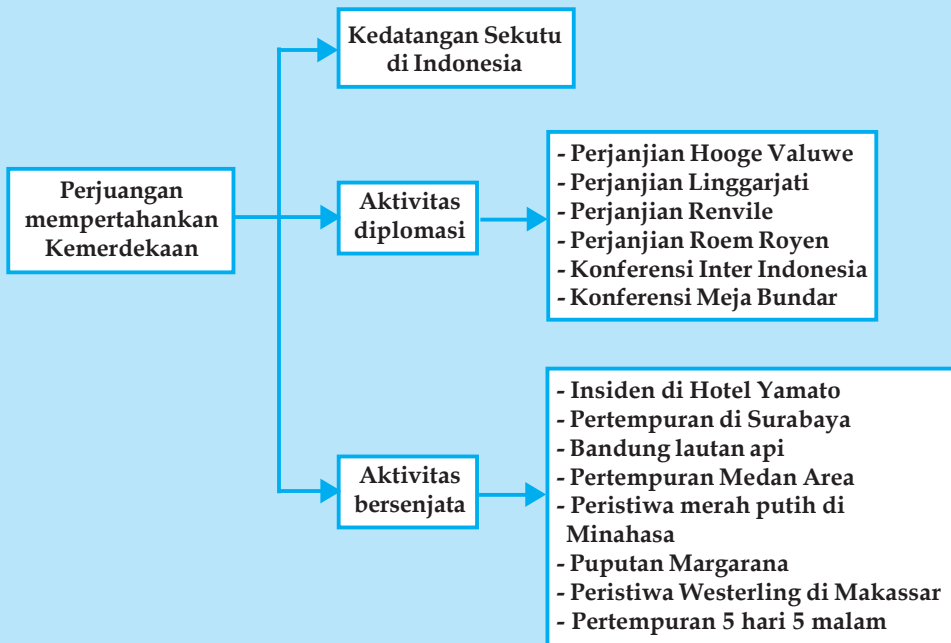 Kedatangan Sekutu
di Indonesia
Perjuangan
mempertahankan
Kemerdekaan
Aktivitas
diplomasi
- Perjanjian Hooge Valuwe
- Perjanjian Linggarjati
- Perjanjian Renvile
- Perjanjian Roem Royen
- Konferensi Inter Indonesia
- Konferensi Meja Bundar
Aktivitas
bersenjata
- Insiden di Hotel Yamato
- Pertempuran di Surabaya
- Bandung lautan api
- Pertempuran Medan Area
- Peristiwa merah putih di
Minahasa
- Puputan Margarana
- Peristiwa Westerling di Makassar
- Pertempuran 5 hari 5 malam